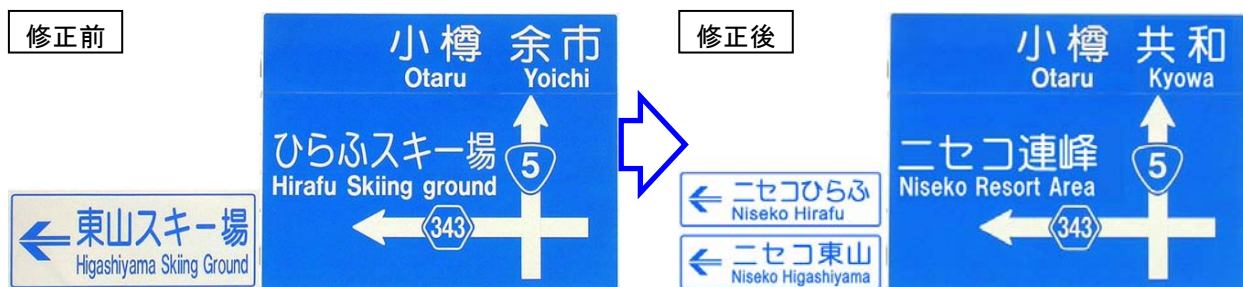 修正前
小樽 余市
Otaru Yoichi
ひらふスキー場
Hirafu Skiing ground
5
343
東山スキー場
Higashiyama Skiing Ground
修正後
小樽 共和
Otaru Kyowa
ニセコ連峰
Niseko Resort Area
5
343
ニセコひらふ
Niseko Hirafu
ニセコ東山
Niseko Higashiyama